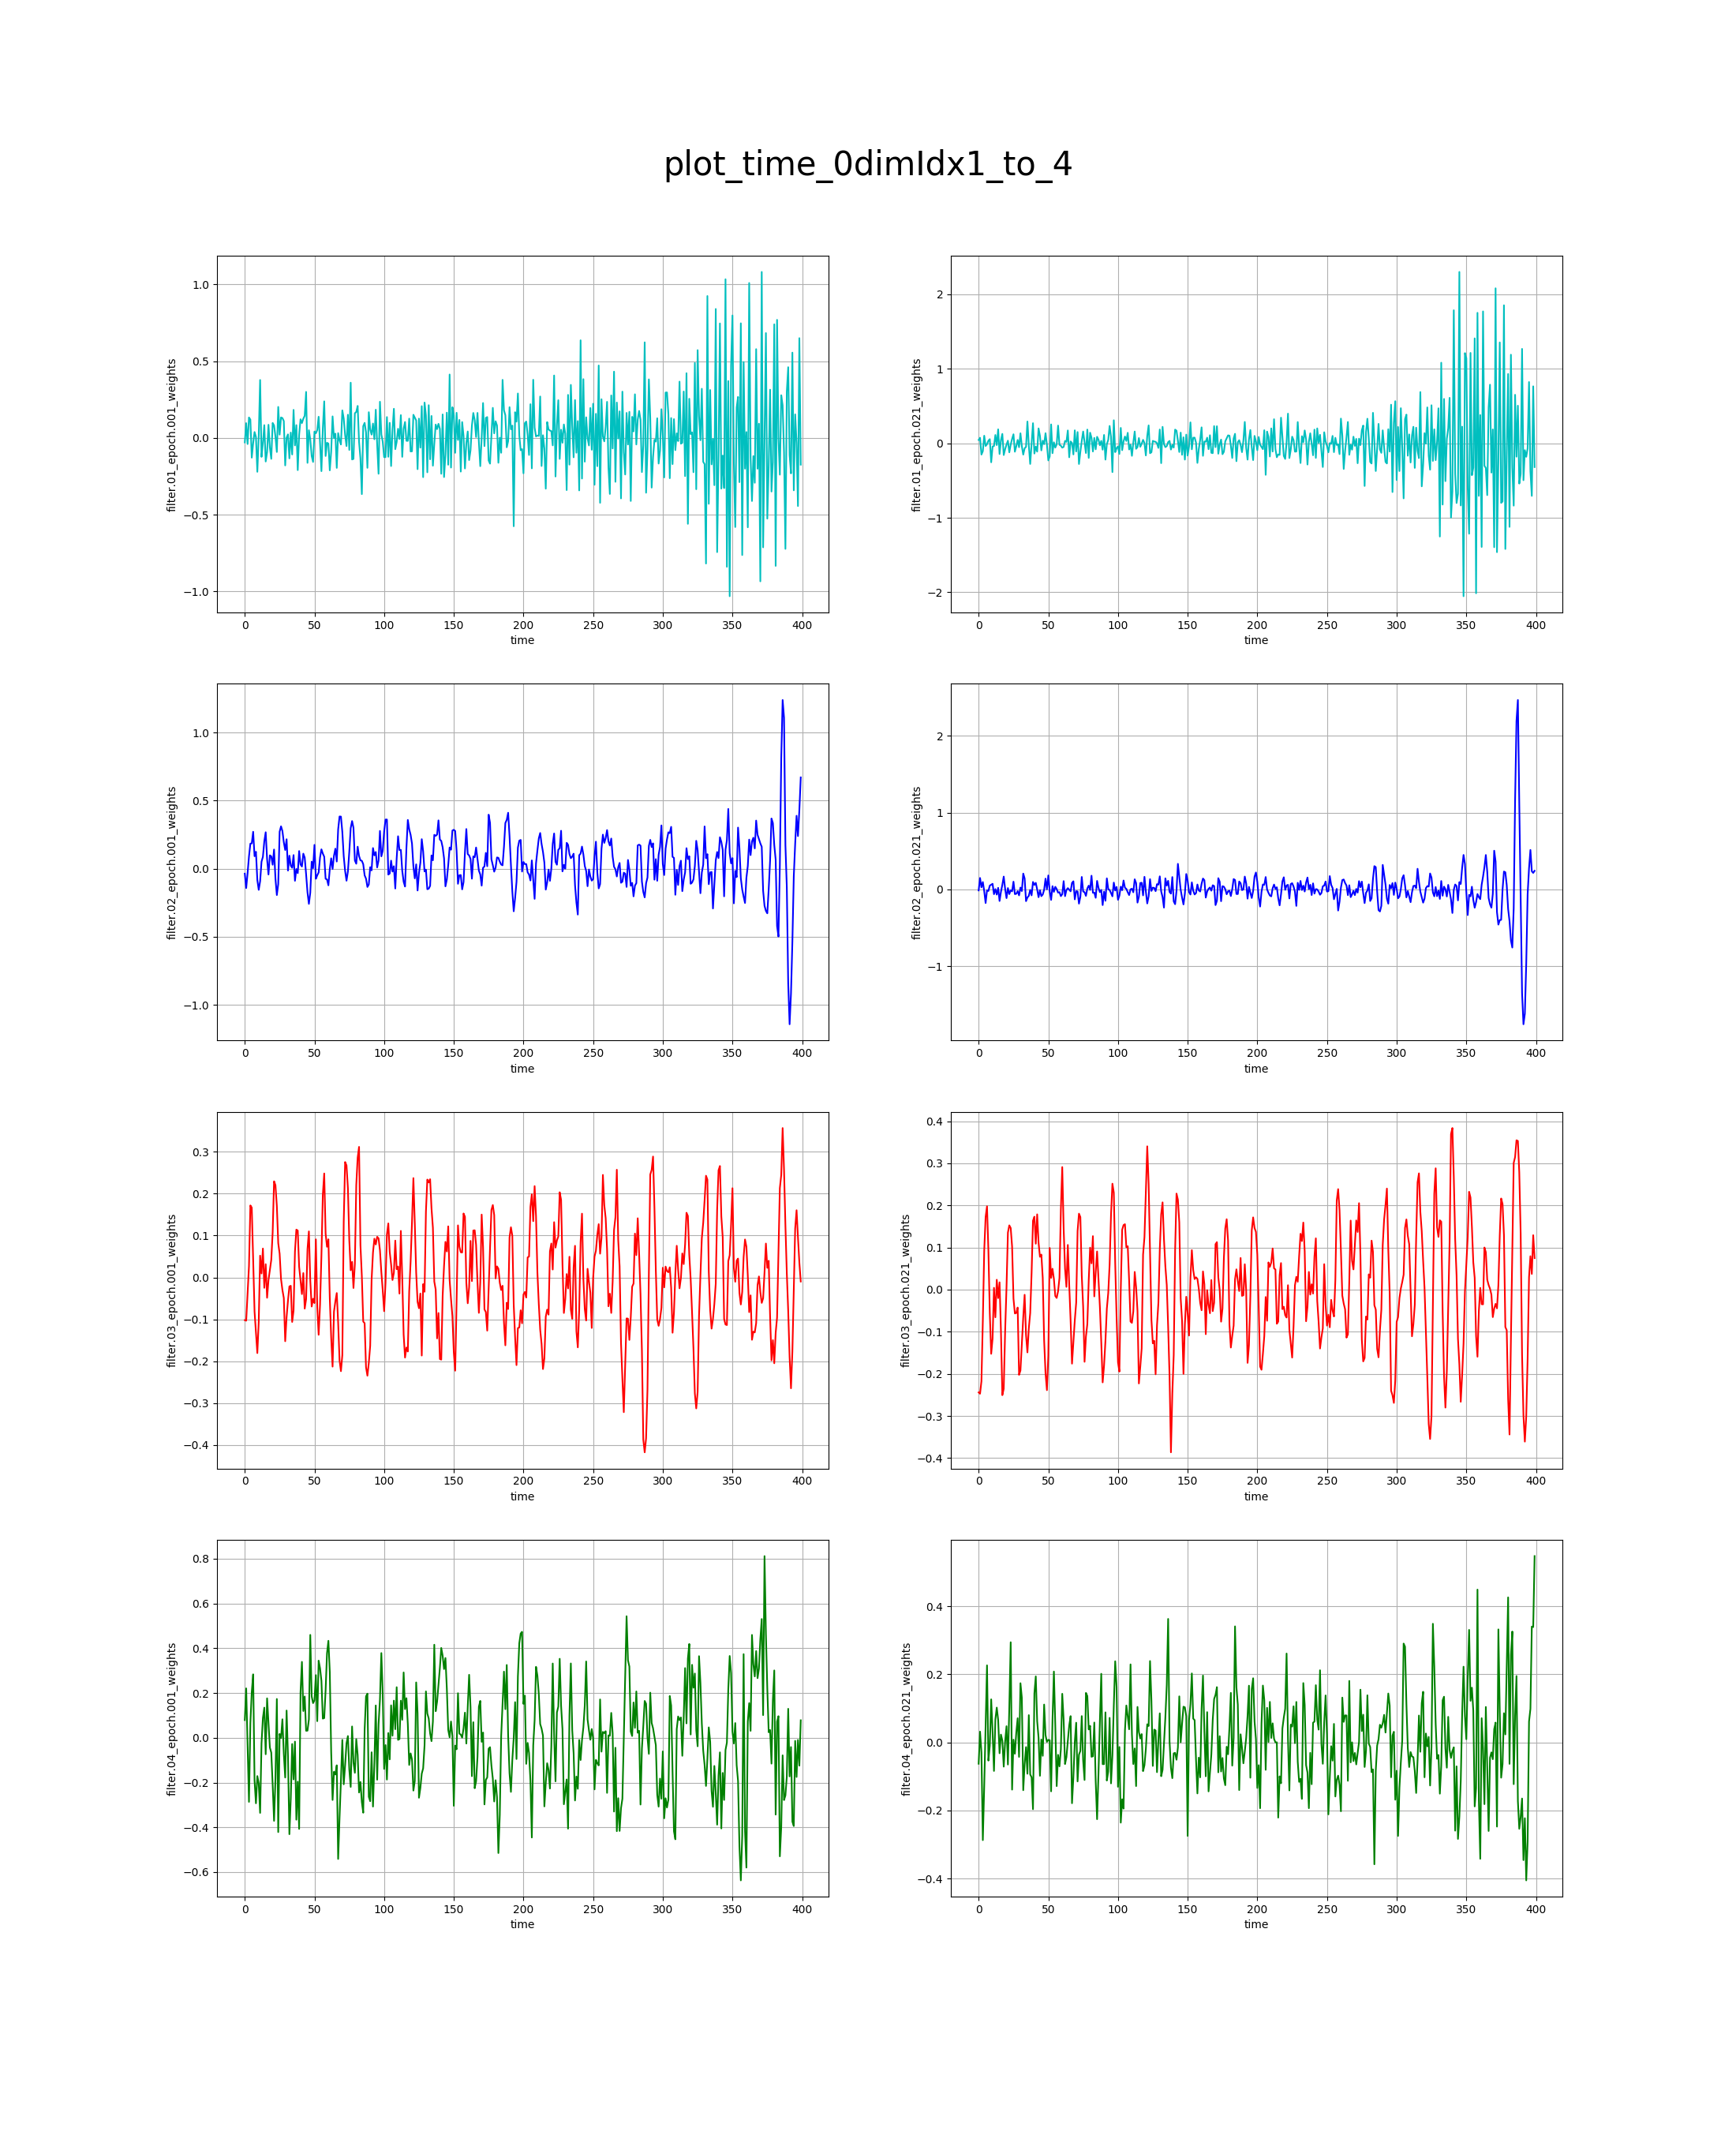 plot_time_0dimIdx1_to_4
filter.01_epoch.001_weights
1.0
0.5
0.0
−0.5
−1.0
0 50 100 150 200 250 300 350 400
time
filter.01_epoch.021_weights
2
1
0
−1
−2
0 50 100 150 200 250 300 350 400
time
filter.02_epoch.001_weights
1.0
0.5
0.0
−0.5
−1.0
0 50 100 150 200 250 300 350 400
time
filter.02_epoch.021_weights
2
1
0
−1
0 50 100 150 200 250 300 350 400
time
filter.03_epoch.001_weights
0.3
0.2
0.1
0.0
−0.1
−0.2
−0.3
−0.4
0 50 100 150 200 250 300 350 400
time
filter.03_epoch.021_weights
0.4
0.3
0.2
0.1
0.0
−0.1
−0.2
−0.3
−0.4
0 50 100 150 200 250 300 350 400
time
filter.04_epoch.001_weights
0.8
0.6
0.4
0.2
0.0
−0.2
−0.4
−0.6
0 50 100 150 200 250 300 350 400
time
filter.04_epoch.021_weights
0.4
0.2
0.0
−0.2
−0.4
0 50 100 150 200 250 300 350 400
time